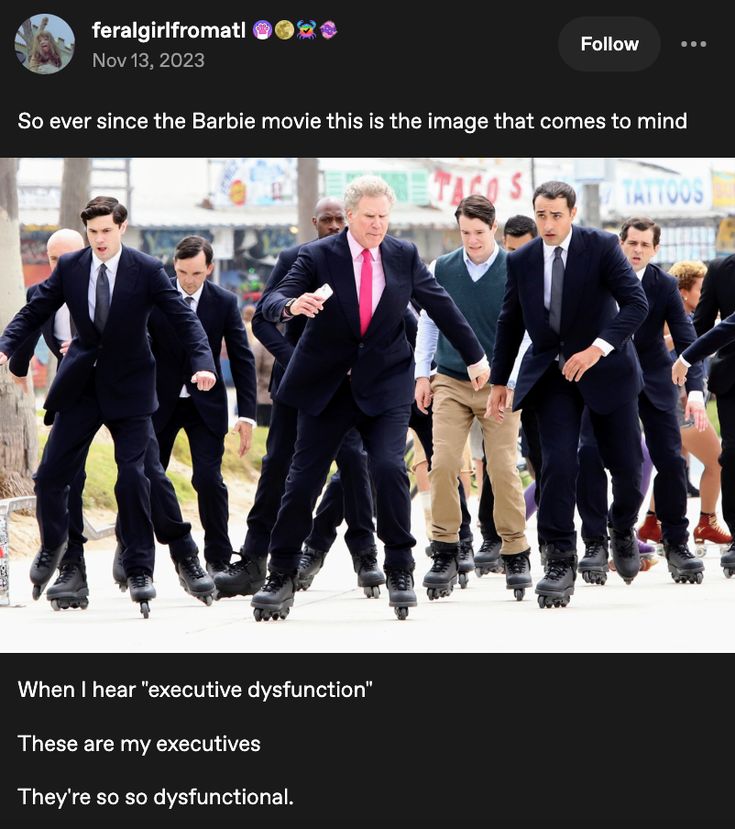 feralgirlfromatl
Nov 13, 2023
Follow
So ever since the Barbie movie this is the image that comes to mind
TACOS
TATTOOS
When I hear "executive dysfunction"
These are my executives
They're so so dysfunctional.